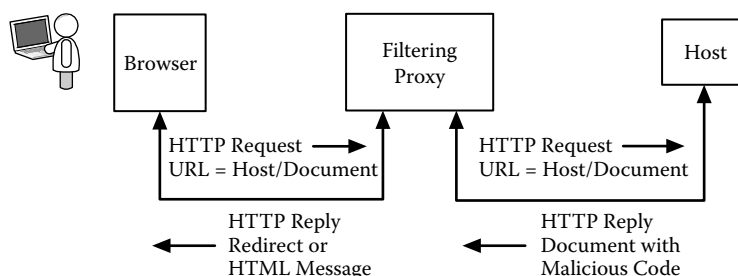 Browser
Filtering
Proxy
Host
HTTP Request
URL = Host/Document
HTTP Request
URL = Host/Document
HTTP Reply
Redirect or
HTML Message
HTTP Reply
Document with
Malicious Code